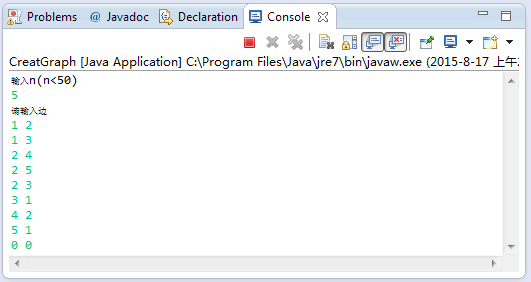 Problems @ Javadoc Declaration Console
CreatGraph [Java Application] C:\Program Files\Java\jre7\bin\javaw.exe (2015-8-17 上午
输入n(n<50)
5
请输入边
1 2
1 3
2 4
2 5
2 3
3 1
4 2
5 1
0 0